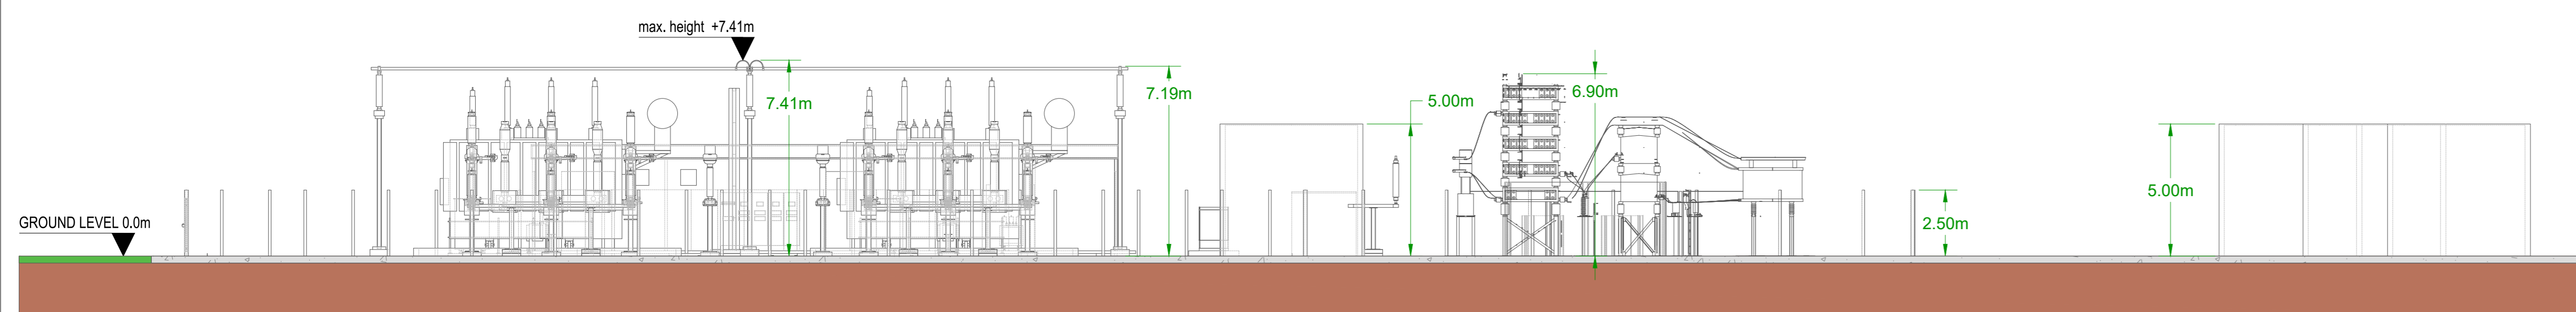 max. height +7.41m
7.41m
7.19m
5.00m
6.90m
5.00m
2.50m
GROUND LEVEL 0.0m